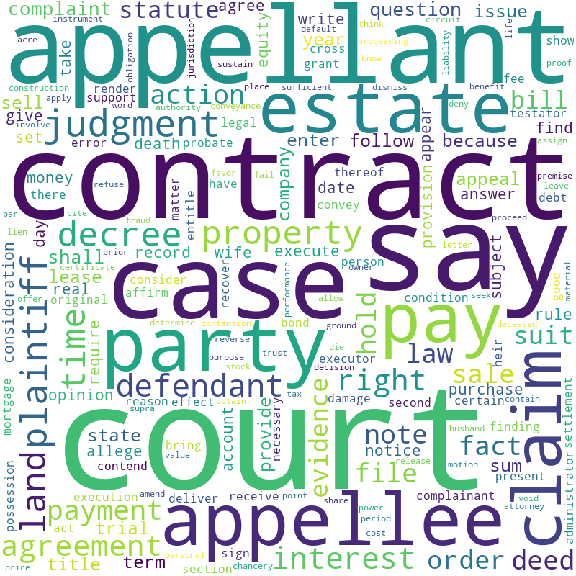 complaint statute agree question write issue
appellant
take equity year cross grant think show
instrument default know proceeding circuit life proof
acre construction apply involve jurisdiction obligation sustain place word
liability fee sufficient dismiss benefit deny assign
sell support action estate bill
give render authority conveyance testator
set error judgment death probate legal enter follow because find
money there refuse matter favor have fail company date thereof appear provision appeal premise leave
contract
answer debt convey entitle
bar lien day cite fraud decree property subject proceed
shall record wife execute person letter
say
case
lease prior consider recover certificate performance owner good material
real offer original affirm allow seek
consideration plaintiff time require determine contention bond ground hold condition rule
party pay
mortgage opinion purpose reverse stock trust die decision executor law heir deceased contain suit
defendant reason effect tax damage right second purchase certain sale
state supra necessary obtain husband finding
court
claim
land allege bring value account provide evidence note notice fact settlement
contend release file motion sum present administrator
possession payment execution amend deliver receive point share power period complainant void attorney
act trial appellee cost order deed
agreement sign
price title term personal section chancery interest